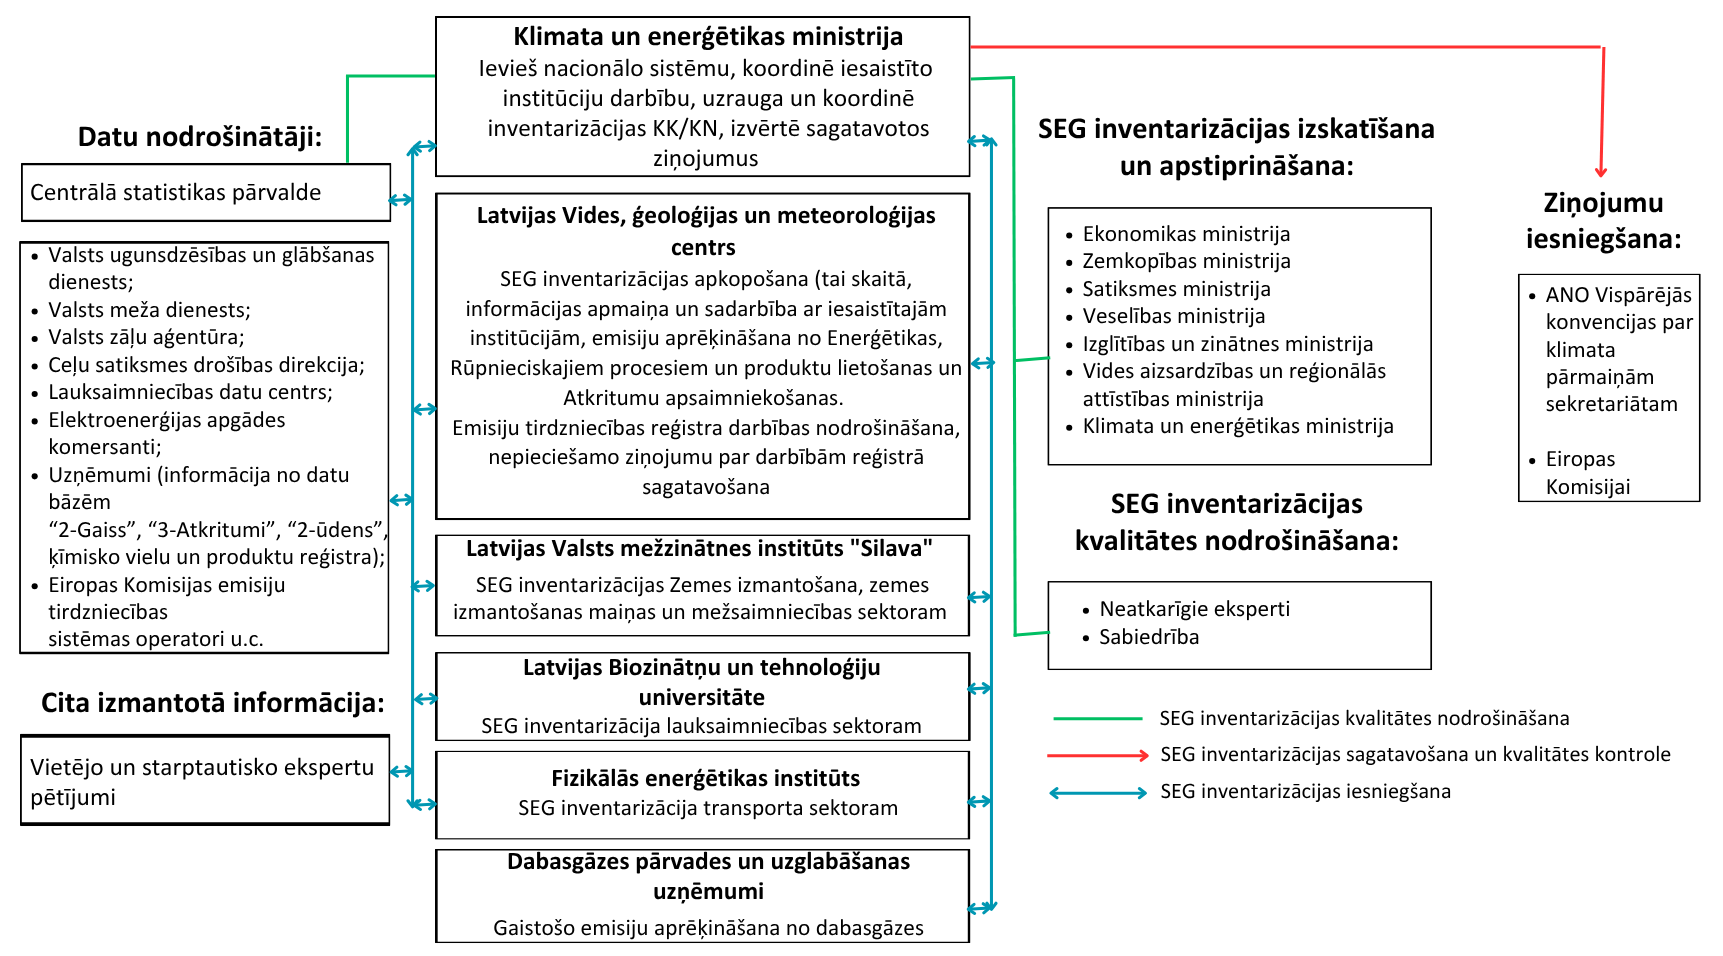 Klimata un enerģētikas ministrija
Ievieš nacionālo sistēmu, koordinē iesaistīto
institūciju darbību, uzrauga un koordinē
inventarizācijas KK/KN, izvērtē sagatavotos
ziņojumus
Datu nodrošinātāji:
Centrālā statistikas pārvalde
• Valsts ugunsdzēsības un glābšanas
dienests;
• Valsts meža dienests;
• Valsts zāļu aģentūra;
• Ceļu satiksmes drošības direkcija;
• Lauksaimniecības datu centrs;
• Elektroenerģijas apgādes
komersanti;
• Uzņēmumi (informācija no datu
bāzēm
“2-Gaiss”, “3-Atkritumi”, “2-ūdens”,
ķīmisko vielu un produktu reģistra);
• Eiropas Komisijas emisiju
tirdzniecības
sistēmas operatori u.c.
Cita izmantotā informācija:
Vietējo un starptautisko ekspertu
pētījumi
Latvijas Vides, ģeoloģijas un meteoroloģijas
centrs
SEG inventarizācijas apkopošana (tai skaitā,
informācijas apmaiņa un sadarbība ar iesaistītajām
institūcijām, emisiju aprēķināšana no Enerģētikas,
Rūpnieciskajiem procesiem un produktu lietošanas un
Atkritumu apsaimniekošanas.
Emisiju tirdzniecības reģistra darbības nodrošināšana,
nepieciešamo ziņojumu par darbībām reģistrā
sagatavošana
Latvijas Valsts mežzinātnes institūts "Silava"
SEG inventarizācijas Zemes izmantošana, zemes
izmantošanas maiņas un mežsaimniecības sektoram
Latvijas Biozinātņu un tehnoloģiju
universitāte
SEG inventarizācija lauksaimniecības sektoram
Fizikālās enerģētikas institūts
SEG inventarizācija transporta sektoram
Dabasgāzes pārvades un uzglabāšanas
uzņēmumi
Gaistošo emisiju aprēķināšana no dabasgāzes
SEG inventarizācijas izskatīšana
un apstiprināšana:
• Ekonomikas ministrija
• Zemkopības ministrija
• Satiksmes ministrija
• Veselības ministrija
• Izglītības un zinātnes ministrija
• Vides aizsardzības un reģionālās
attīstības ministrija
• Klimata un enerģētikas ministrija
SEG inventarizācijas
kvalitātes nodrošināšana:
• Neatkarīgie eksperti
• Sabiedrība
Ziņojumu
iesniegšana:
• ANO Vispārējās
konvencijas par
klimata
pārmaiņām
sekretariātam
• Eiropas
Komisijai
SEG inventarizācijas kvalitātes nodrošināšana
SEG inventarizācijas sagatavošana un kvalitātes kontrole
SEG inventarizācijas iesniegšana